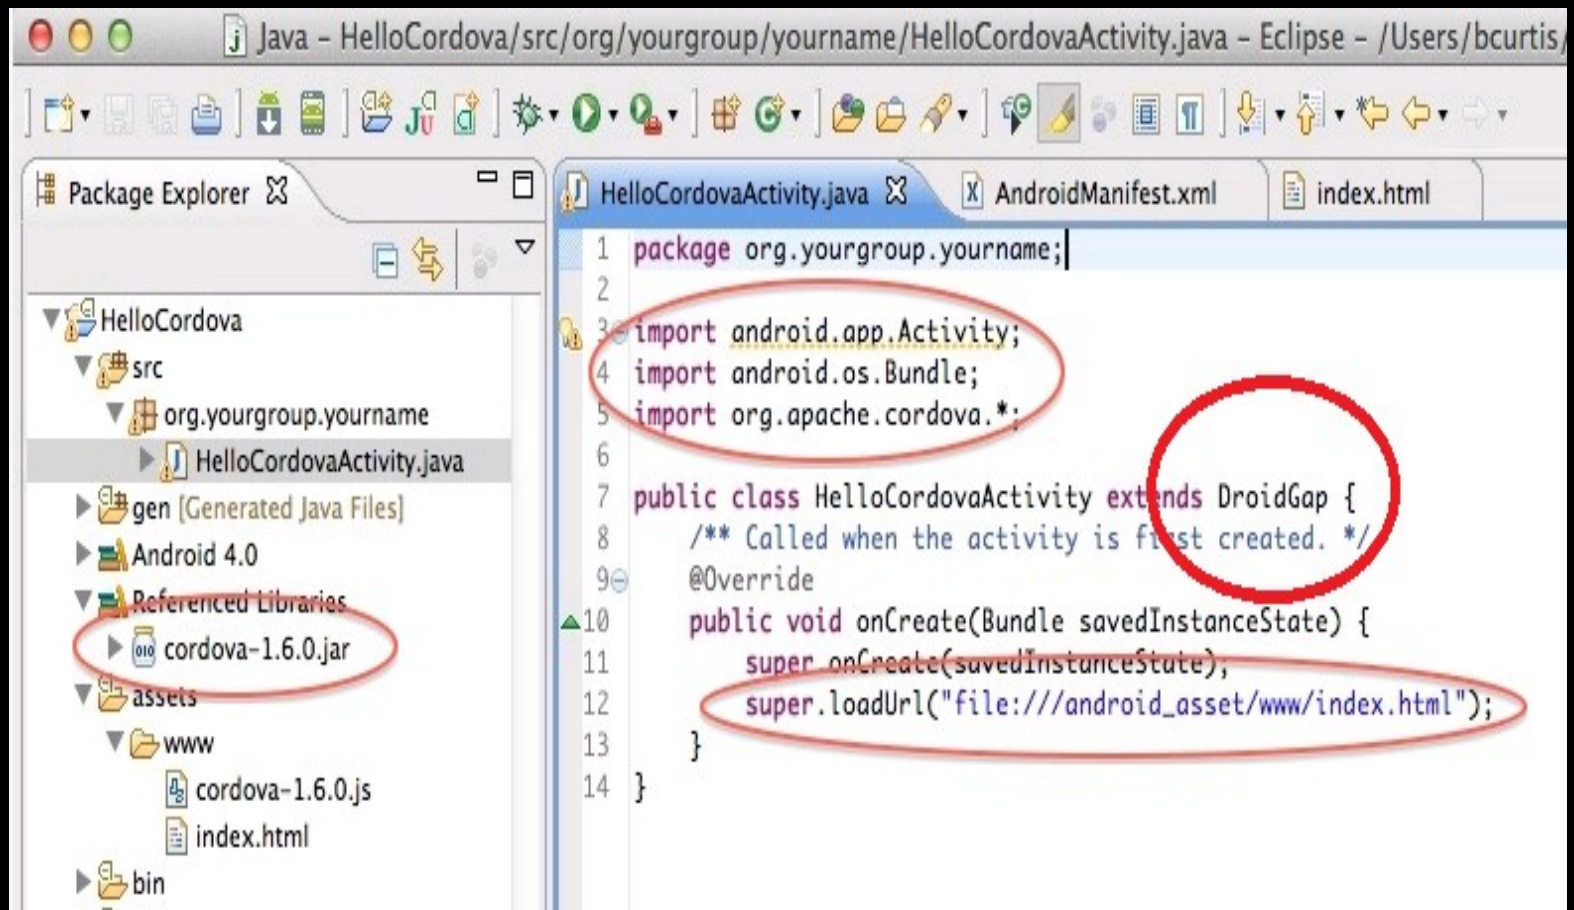 Java – HelloCordova/src/org/yourgroup/yourname/HelloCordovaActivity.java – Eclipse – /Users/bcurtis/
Package Explorer
HelloCordova
src
org.yourgroup.yourname
HelloCordovaActivity.java
gen [Generated Java Files]
Android 4.0
Referenced Libraries
cordova-1.6.0.jar
assets
www
cordova-1.6.0.js
index.html
bin
HelloCordovaActivity.java AndroidManifest.xml index.html
1 package org.yourgroup.yourname;
2
3 import android.app.Activity;
4 import android.os.Bundle;
5 import org.apache.cordova.*;
6
7 public class HelloCordovaActivity extends DroidGap {
8 /** Called when the activity is first created. */
9 @Override
10 public void onCreate(Bundle savedInstanceState) {
11 super.onCreate(savedInstanceState);
12 super.loadUrl("file:///android_asset/www/index.html");
13 }
14 }